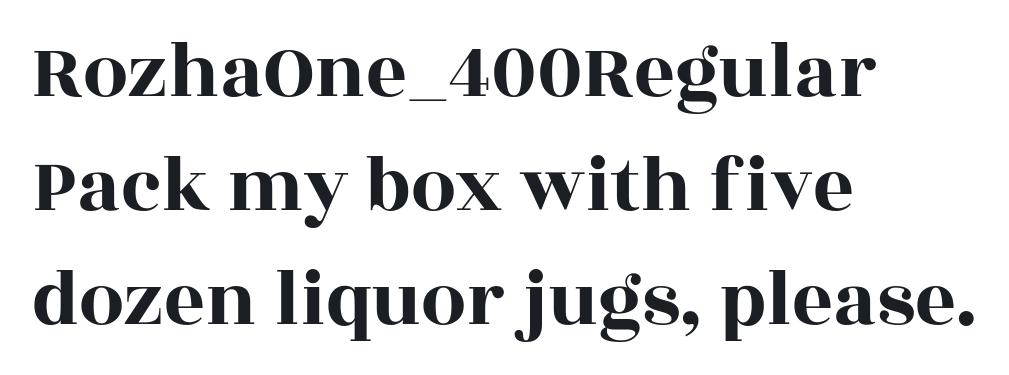 RozhaOne_400Regular
Pack my box with five
dozen liquor jugs, please.